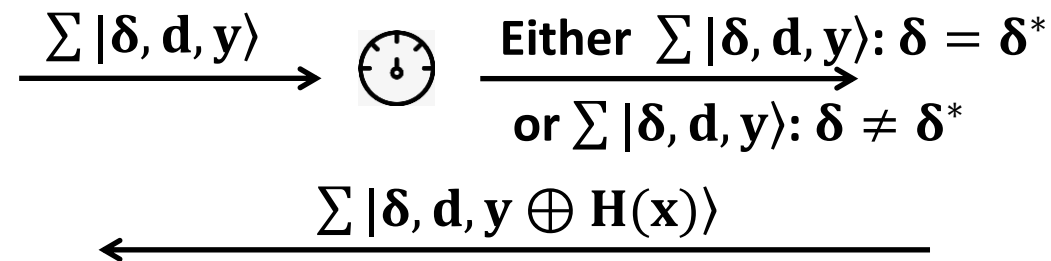 ∑ |δ, d, y⟩
Either ∑ |δ, d, y⟩: δ = δ*
or ∑ |δ, d, y⟩: δ ≠ δ*
∑ |δ, d, y ⊕ H(x)⟩